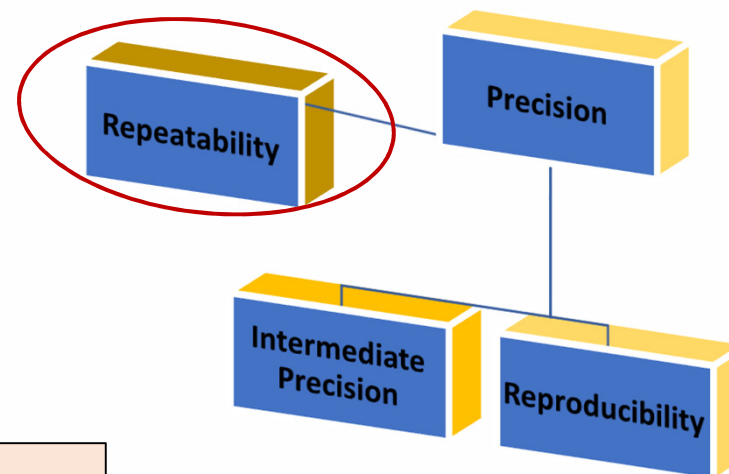 Precision
Repeatability
Intermediate
Precision
Reproducibility